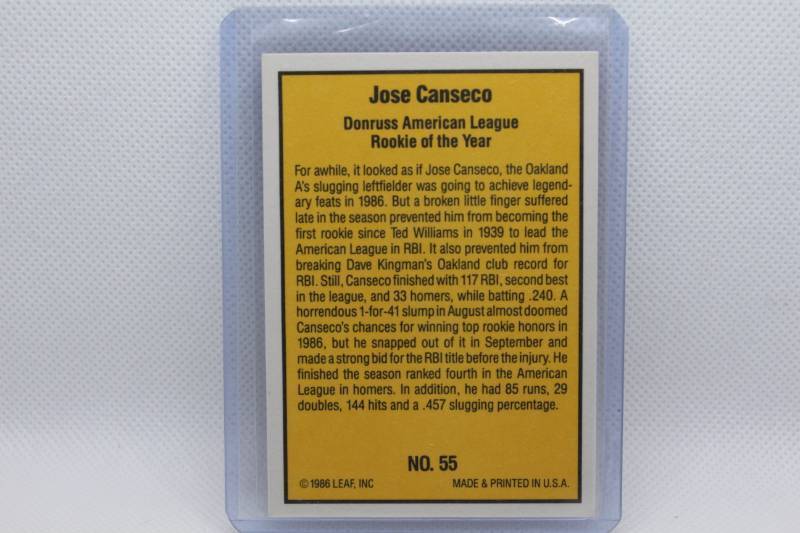 Jose Canseco
Donruss American League
Rookie of the Year
For awhile, it looked as if Jose Canseco, the Oakland
A's slugging leftfielder was going to achieve legend-
ary feats in 1986. But a broken little finger suffered
late in the season prevented him from becoming the
first rookie since Ted Williams in 1939 to lead the
American League in RBI. It also prevented him from
breaking Dave Kingman's Oakland club record for
RBI. Still, Canseco finished with 117 RBI, second best
in the league, and 33 homers, while batting .240. A
horrendous 1-for-41 slump in August almost doomed
Canseco's chances for winning top rookie honors in
1986, but he snapped out of it in September and
made a strong bid for the RBI title before the injury. He
finished the season ranked fourth in the American
League in homers. In addition, he had 85 runs, 29
doubles, 144 hits and a .457 slugging percentage.
NO. 55
© 1986 LEAF, INC MADE & PRINTED IN U.S.A.